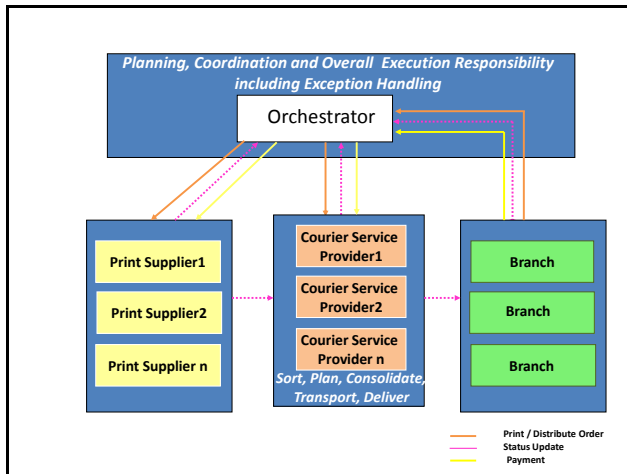 Planning, Coordination and Overall Execution Responsibility
including Exception Handling
Orchestrator
Print Supplier1
Print Supplier2
Print Supplier n
Courier Service
Provider1
Courier Service
Provider2
Courier Service
Provider n
Sort, Plan, Consolidate,
Transport, Deliver
Branch
Branch
Branch
Print / Distribute Order
Status Update
Payment